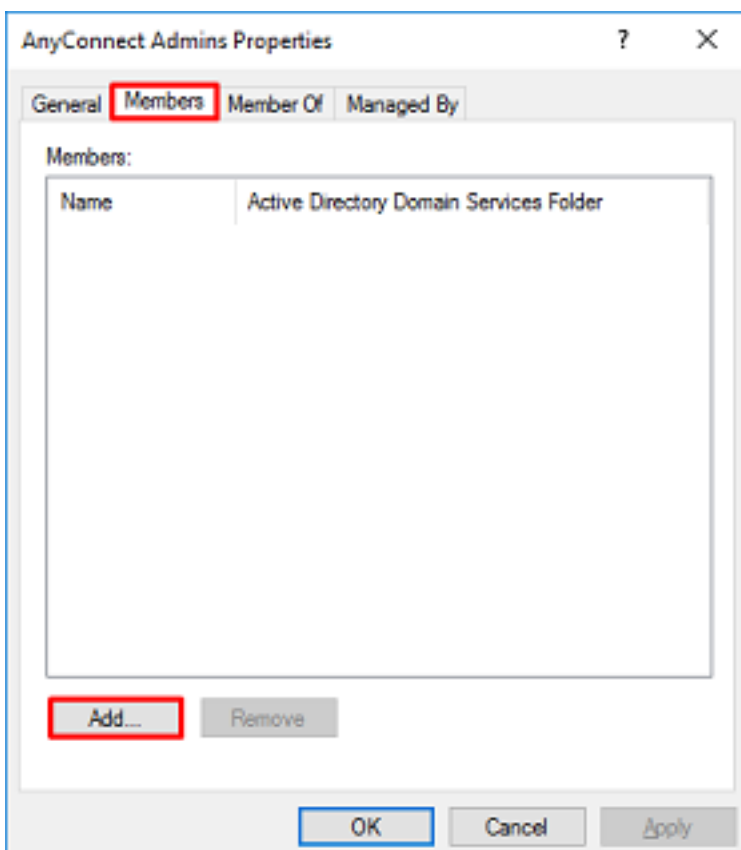 AnyConnect Admins Properties ? ×
General Members Member Of Managed By
Members:
Name Active Directory Domain Services Folder
Add... Remove
OK Cancel Apply